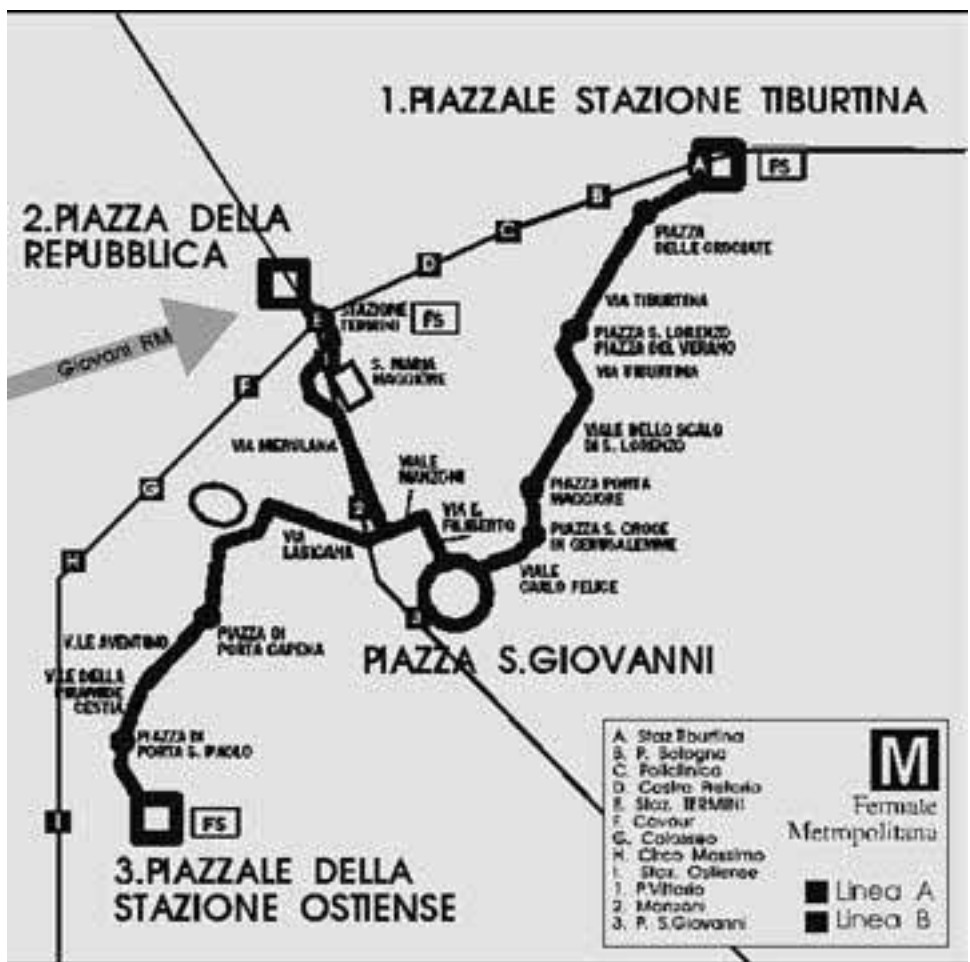 1.PIAZZALE STAZIONE TIBURTINA
A
FS
B
PIAZZA
DELLE CROCIATE
2.PIAZZA DELLA
REPUBBLICA
C
D
VIA TIBURTINA
STAZIONE
TERMINI
FS
PIAZZA S. LORENZO
PIAZZA DEL VERANO
Giovani RM
S. MARIA
MAGGIORE
VIA TIBURTINA
F
VIA MERULANA
VIALE DELLO SCALO
DI S. LORENZO
VIALE
MANZONI
G
PIAZZA PORTA
MAGGIORE
2
VIA E.
FILIBERTO
VIA
LABICANA
PIAZZA S. CROCE
IN GERUSALEMME
H
VIALE
CARLO FELICE
3
V.LE AVENTINO
PIAZZA DI
PORTA CAPENA
PIAZZA S.GIOVANNI
V.LE DELLA
PIRAMIDE
CESTIA
PIAZZA DI
PORTA S. PAOLO
I
FS
3.PIAZZALE DELLA
STAZIONE OSTIENSE
A. Staz.Tiburtina
B. P. Bologna
C. Policlinico
D. Castro Pretorio
E. Staz. TERMINI
F. Cavour
G. Colosseo
H. Circo Massimo
I. Staz. Ostiense
1. P.Vittorio
2. Manzoni
3. P. S.Giovanni
M
Fermate
Metropolitana
Linea A
Linea B